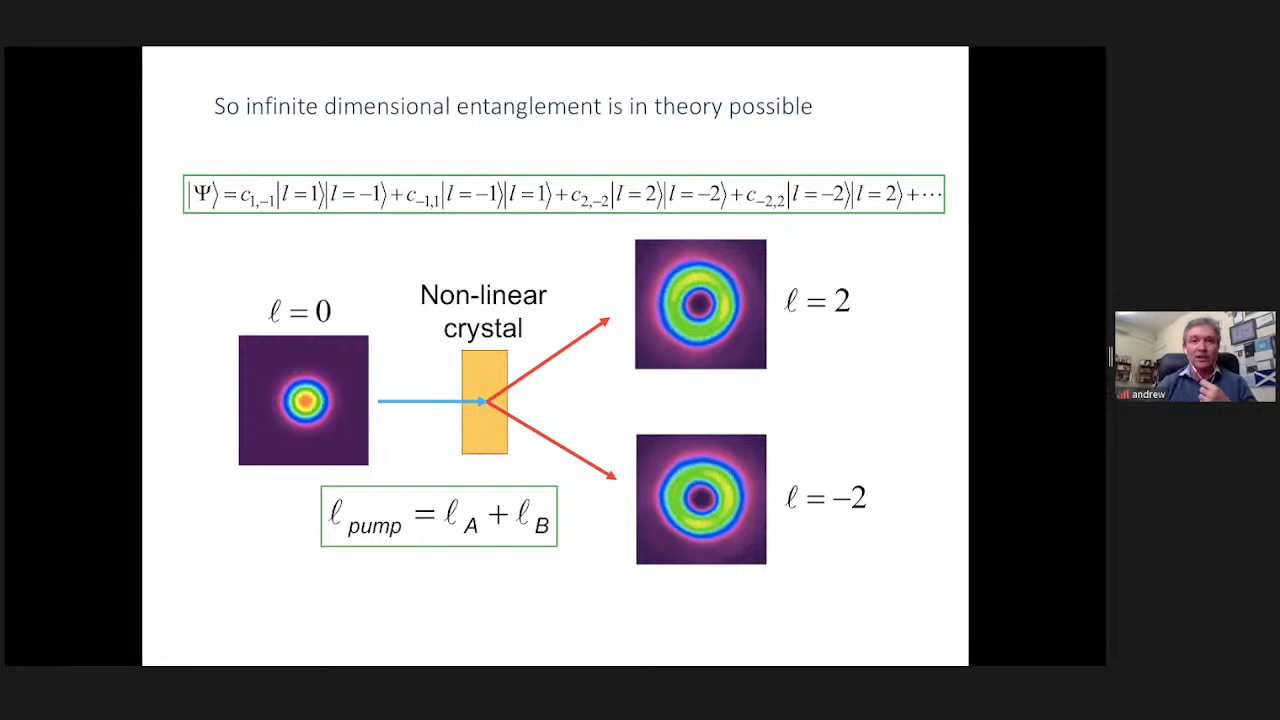 So infinite dimensional entanglement is in theory possible
|Ψ⟩ = c₁,₋₁|l = 1⟩|l = −1⟩ + c₋₁,₁|l = −1⟩|l = 1⟩ + c₂,₋₂|l = 2⟩|l = −2⟩ + c₋₂,₂|l = −2⟩|l = 2⟩ + ⋯
ℓ = 0
Non-linear
crystal
ℓ = 2
ℓ pump = ℓ A + ℓ B
ℓ = −2
andrew